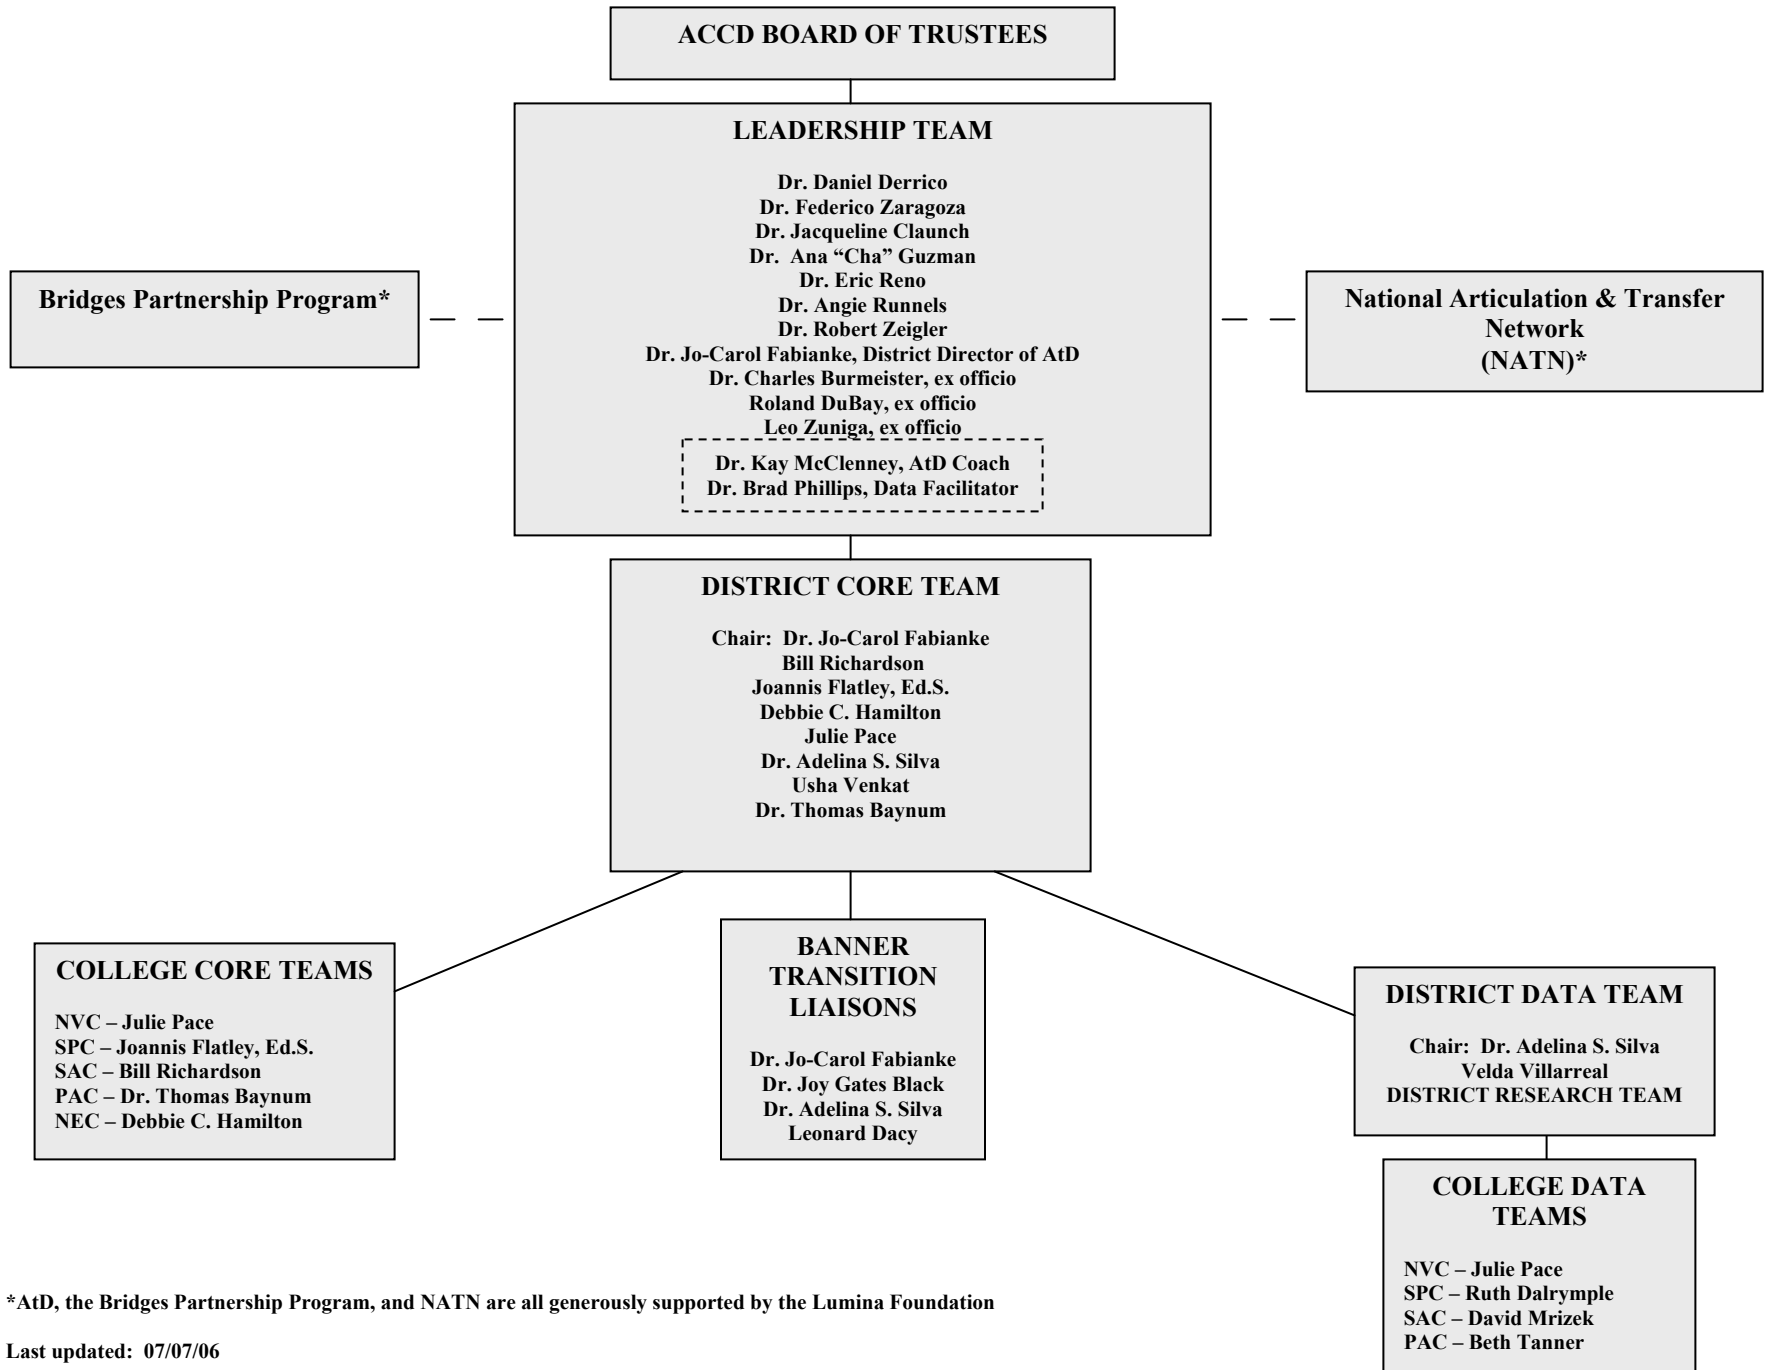 ACCD BOARD OF TRUSTEES
LEADERSHIP TEAM
Dr. Daniel Derrico
Dr. Federico Zaragoza
Dr. Jacqueline Claunch
Dr.  Ana “Cha” Guzman
Dr. Eric Reno
Dr. Angie Runnels
Dr. Robert Zeigler
Dr. Jo-Carol Fabianke, District Director of AtD
Dr. Charles Burmeister, ex officio
Roland DuBay, ex officio
Leo Zuniga, ex officio
Dr. Kay McClenney, AtD Coach
Dr. Brad Phillips, Data Facilitator
Bridges Partnership Program*
National Articulation & Transfer
Network
(NATN)*
DISTRICT CORE TEAM
Chair:  Dr. Jo-Carol Fabianke
Bill Richardson
Joannis Flatley, Ed.S.
Debbie C. Hamilton
Julie Pace
Dr. Adelina S. Silva
Usha Venkat
Dr. Thomas Baynum
COLLEGE CORE TEAMS
NVC – Julie Pace
SPC – Joannis Flatley, Ed.S.
SAC – Bill Richardson
PAC – Dr. Thomas Baynum
NEC – Debbie C. Hamilton
BANNER
TRANSITION
LIAISONS
Dr. Jo-Carol Fabianke
Dr. Joy Gates Black
Dr. Adelina S. Silva
Leonard Dacy
DISTRICT DATA TEAM
Chair:  Dr. Adelina S. Silva
Velda Villarreal
DISTRICT RESEARCH TEAM
COLLEGE DATA
TEAMS
NVC – Julie Pace
SPC – Ruth Dalrymple
SAC – David Mrizek
PAC – Beth Tanner
*AtD, the Bridges Partnership Program, and NATN are all generously supported by the Lumina Foundation
Last updated:  07/07/06